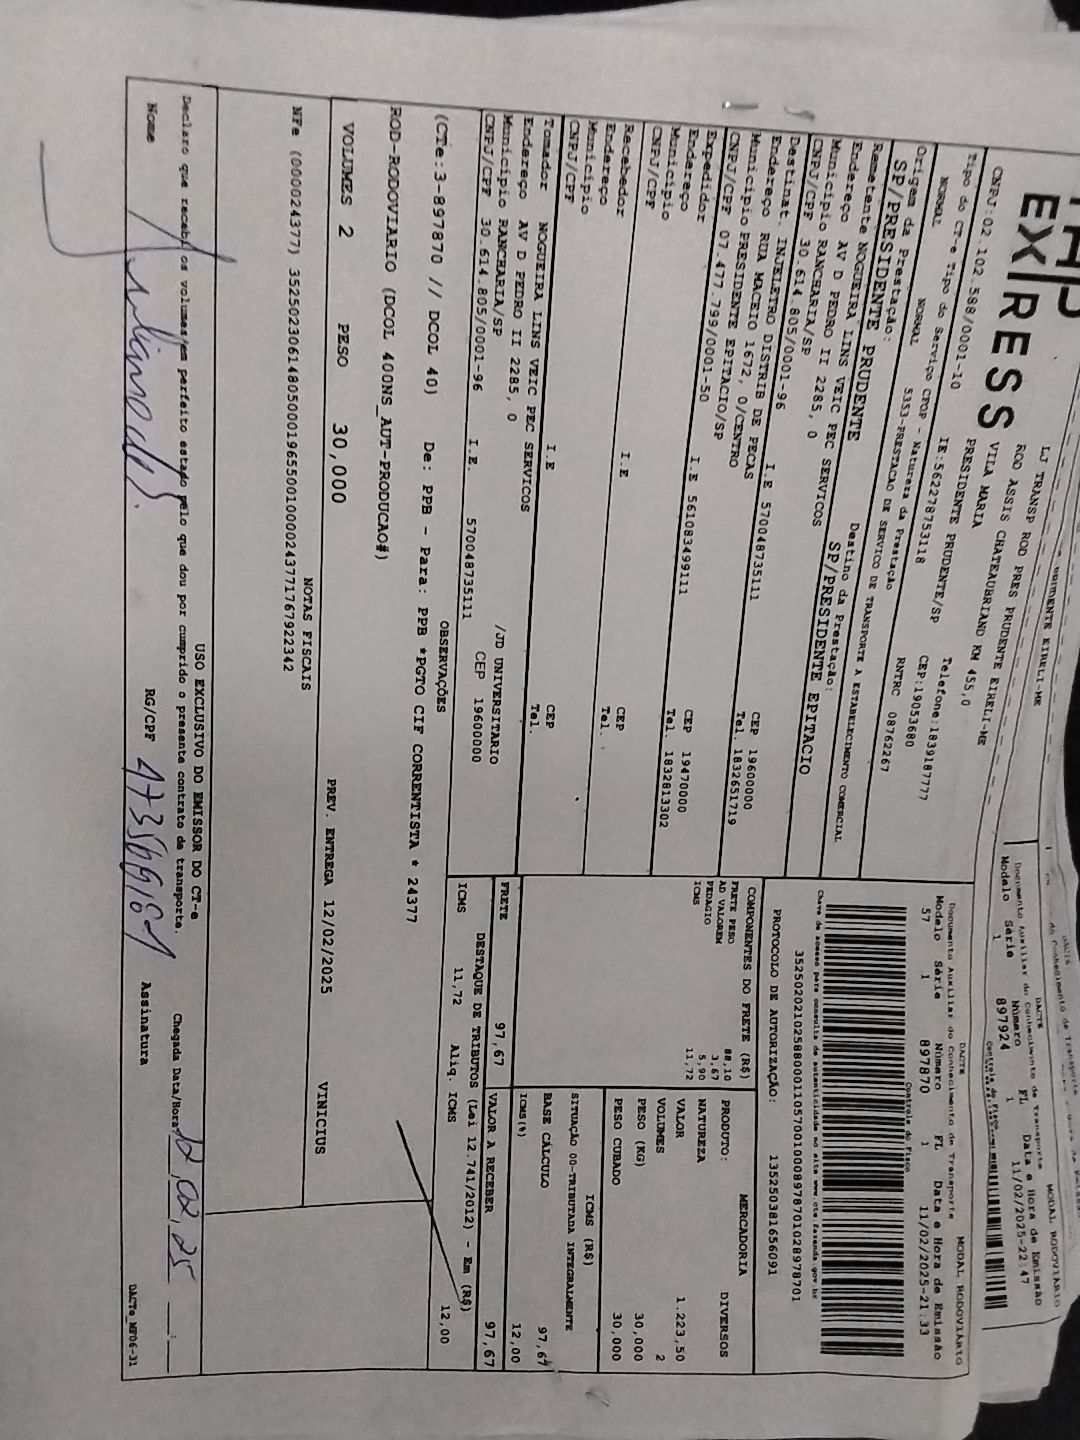 DACTE MODAL RODOVIÁRIO
Documento Auxiliar do Conhecimento de Transporte
Modelo Série Número FL Data e Hora de Emissão
1 897924 1 11/02/2025-22:47
Controle do Fisco
EX RESS
LJ TRANSP ROD PRES PRUDENTE EIRELI-ME
ROD ASSIS CHATEAUBRIAND KM 455,0
VILA MARIA
PRESIDENTE PRUDENTE/SP CEP:19053680
CNPJ:02.102.588/0001-10 IE:562278753118 Telefone:1839187777
RNTRC 08762267
DACTE MODAL RODOVIÁRIO
Documento Auxiliar do Conhecimento de Transporte
Modelo Série Número FL Data e Hora de Emissão
57 1 897870 1 11/02/2025-21:33
Controle do Fisco
Tipo do CT-e Tipo do Serviço CFOP - Natureza da Prestação
NORMAL NORMAL 5353-PRESTACAO DE SERVICO DE TRANSPORTE A ESTABELECIMENTO COMERCIAL
Origem da Prestação: Destino da Prestação:
SP/PRESIDENTE PRUDENTE SP/PRESIDENTE EPITACIO
Chave de acesso para consulta de autenticidade no site www.cte.fazenda.gov.br
35250202102588000110570010008978701028978701
PROTOCOLO DE AUTORIZAÇÃO: 135250381656091
Remetente NOGUEIRA LINS VEIC PEC SERVICOS
Endereço AV D PEDRO II 2285, 0
Município RANCHARIA/SP CEP 19600000
CNPJ/CPF 30.614.805/0001-96 I.E 570048735111 Tel. 1832651719
Destinat. INJELETRO DISTRIB DE PECAS
Endereço RUA MACEIO 1672, 0/CENTRO
Município PRESIDENTE EPITACIO/SP CEP 19470000
CNPJ/CPF 07.477.799/0001-50 I.E 561083499111 Tel. 1832813302
Expedidor
Endereço
Município CEP
CNPJ/CPF I.E Tel.
Recebedor
Endereço
Município CEP
CNPJ/CPF I.E Tel.
Tomador NOGUEIRA LINS VEIC PEC SERVICOS
Endereço AV D PEDRO II 2285, 0 /JD UNIVERSITARIO
Município RANCHARIA/SP CEP 19600000
CNPJ/CPF 30.614.805/0001-96 I.E. 570048735111
COMPONENTES DO FRETE (R$)
FRETE PESO 88,10
AD VALOREM 3,67
PEDAGIO 5,90
ICMS 11,72
FRETE 97,67
MERCADORIA
PRODUTO: DIVERSOS
NATUREZA
VALOR 1.223,50
VOLUMES 2
PESO (KG) 30,000
PESO CUBADO 30,000
ICMS (R$)
SITUAÇÃO 00-TRIBUTADA INTEGRALMENTE
BASE CÁLCULO 97,67
ICMS(%) 12,00
VALOR A RECEBER 97,67
DESTAQUE DE TRIBUTOS (Lei 12.741/2012) - Em (R$)
ICMS 11,72 Aliq. ICMS 12,00
OBSERVAÇÕES
(CTe:3-897870 // DCOL 40) De: PPB - Para: PPB *PGTO CIF CORRENTISTA * 24377
ROD-RODOVIARIO (DCOL 400NS_AUT-PRODUCAO#)
VOLUMES 2 PESO 30,000 PREV. ENTREGA 12/02/2025 VINICIUS
NOTAS FISCAIS
NFe (000024377) 35250230614805000196550010000243771767922342
USO EXCLUSIVO DO EMISSOR DO CT-e
Declaro que recebi os volumes em perfeito estado pelo que dou por cumprido o presente contrato de transporte.
Chegada Data/Hora 12,02,25
Nome RG/CPF Assinatura
DACTe_MF06-31